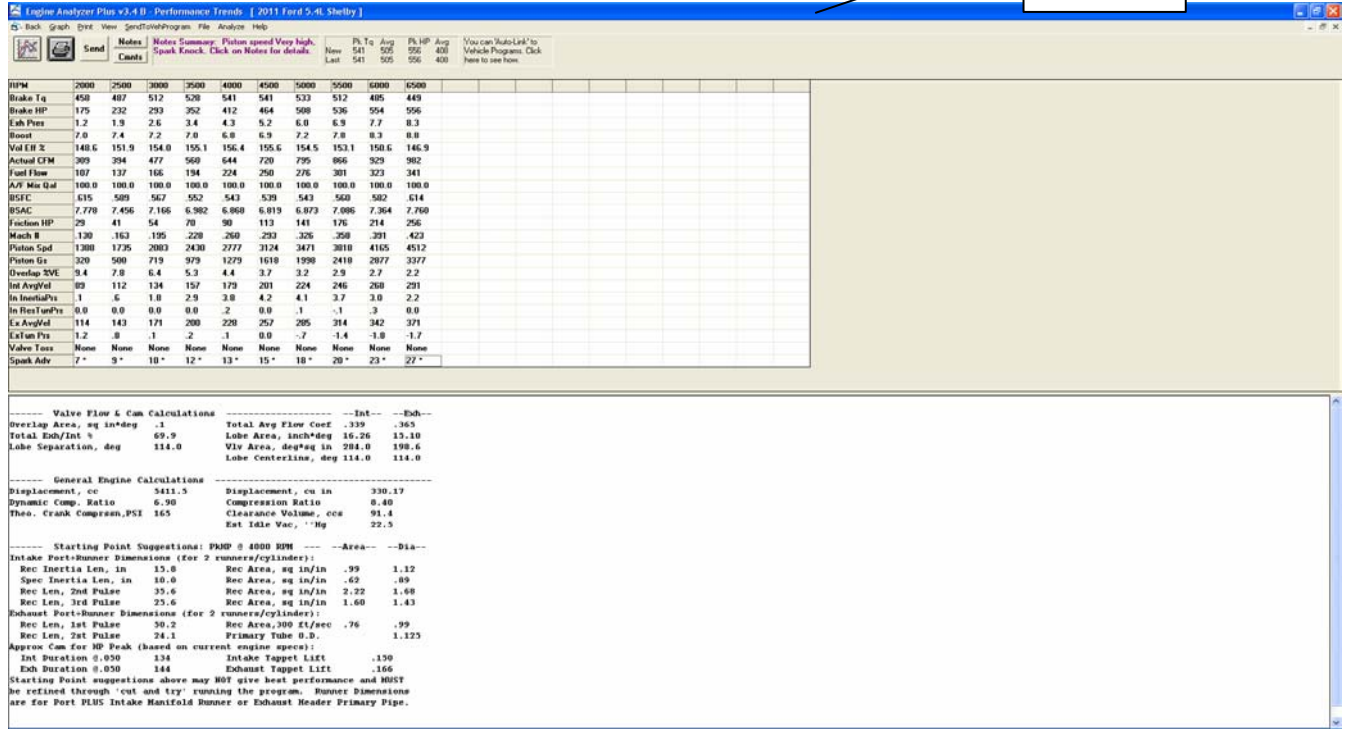 Engine Analyzer Plus v3.4 B - Performance Trends [ 2011 Ford 5.4L Shelby ]
Back Graph Print View SendToVehProgram File Analyze Help
Send Notes Cmnts
Notes Summary: Piston speed Very high,
Spark Knock. Click on Notes for details.
Pk Tq Avg Pk HP Avg
New 541 505 556 408
Last 541 505 556 408
You can 'Auto-Link' to
Vehicle Programs. Click
here to see how.
RPM 2000 2500 3000 3500 4000 4500 5000 5500 6000 6500
Brake Tq 458 487 512 528 541 541 533 512 485 449
Brake HP 175 232 293 352 412 464 508 536 554 556
Exh Pres 1.2 1.9 2.6 3.4 4.3 5.2 6.0 6.9 7.7 8.3
Boost 7.0 7.4 7.2 7.0 6.8 6.9 7.2 7.8 8.3 8.8
Vol Eff % 148.6 151.9 154.0 155.1 156.4 155.6 154.5 153.1 150.6 146.9
Actual CFM 309 394 477 560 644 720 795 866 929 982
Fuel Flow 107 137 166 194 224 250 276 301 323 341
A/F Mix Qal 100.0 100.0 100.0 100.0 100.0 100.0 100.0 100.0 100.0 100.0
BSFC .615 .589 .567 .552 .543 .539 .543 .560 .582 .614
BSAC 7.778 7.456 7.166 6.982 6.868 6.819 6.873 7.086 7.364 7.760
Friction HP 29 41 54 70 90 113 141 176 214 256
Mach # .130 .163 .195 .228 .260 .293 .326 .358 .391 .423
Piston Spd 1388 1735 2083 2430 2777 3124 3471 3818 4165 4512
Piston Gs 320 500 719 979 1279 1618 1998 2418 2877 3377
Overlap %VE 9.4 7.8 6.4 5.3 4.4 3.7 3.2 2.9 2.7 2.2
Int AvgVel 89 112 134 157 179 201 224 246 268 291
In InertiaPrs .1 .6 1.8 2.9 3.8 4.2 4.1 3.7 3.0 2.2
In ResTunPrs 0.0 0.0 0.0 0.0 .2 0.0 .1 -.1 .3 0.0
Ex AvgVel 114 143 171 200 228 257 285 314 342 371
ExTun Prs 1.2 .8 .1 .2 .1 0.0 -.7 -1.4 -1.8 -1.7
Valve Toss None None None None None None None None None None
Spark Adv 7 * 9 * 10 * 12 * 13 * 15 * 18 * 20 * 23 * 27 *
------ Valve Flow & Cam Calculations ------------------- --Int-- --Exh--
Overlap Area, sq in*deg .1 Total Avg Flow Coef .339 .365
Total Exh/Int % 69.9 Lobe Area, inch*deg 16.26 15.10
Lobe Separation, deg 114.0 Vlv Area, deg*sq in 284.0 198.6
Lobe Centerline, deg 114.0 114.0
------ General Engine Calculations ------------------------------
Displacement, cc 5411.5 Displacement, cu in 330.17
Dynamic Comp. Ratio 6.90 Compression Ratio 8.40
Theo. Crank Comprssn,PSI 165 Clearance Volume, ccs 91.4
Est Idle Vac, ''Hg 22.5
------ Starting Point Suggestions: PkHP @ 4000 RPM --- --Area-- --Dia--
Intake Port+Runner Dimensions (for 2 runners/cylinder):
Rec Inertia Len, in 15.8 Rec Area, sq in/in .99 1.12
Spec Inertia Len, in 10.0 Rec Area, sq in/in .62 .89
Rec Len, 2nd Pulse 35.6 Rec Area, sq in/in 2.22 1.68
Rec Len, 3rd Pulse 25.6 Rec Area, sq in/in 1.60 1.43
Exhaust Port+Runner Dimensions (for 2 runners/cylinder):
Rec Len, 1st Pulse 50.2 Rec Area,300 ft/sec .76 .99
Rec Len, 2st Pulse 24.1 Primary Tube O.D. 1.125
Approx Cam for HP Peak (based on current engine specs):
Int Duration @.050 134 Intake Tappet Lift .150
Exh Duration @.050 144 Exhaust Tappet Lift .166
Starting Point suggestions above may NOT give best performance and MUST
be refined through 'cut and try' running the program. Runner Dimensions
are for Port PLUS Intake Manifold Runner or Exhaust Header Primary Pipe.